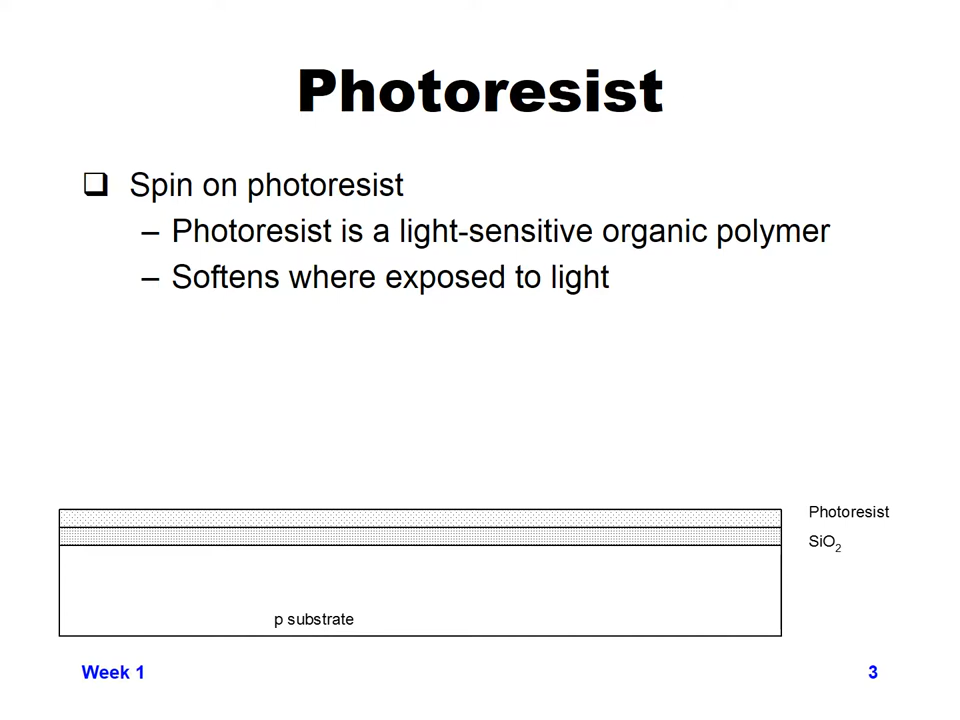 Photoresist
❑ Spin on photoresist
– Photoresist is a light-sensitive organic polymer
– Softens where exposed to light
Photoresist
SiO₂
p substrate
Week 1
3